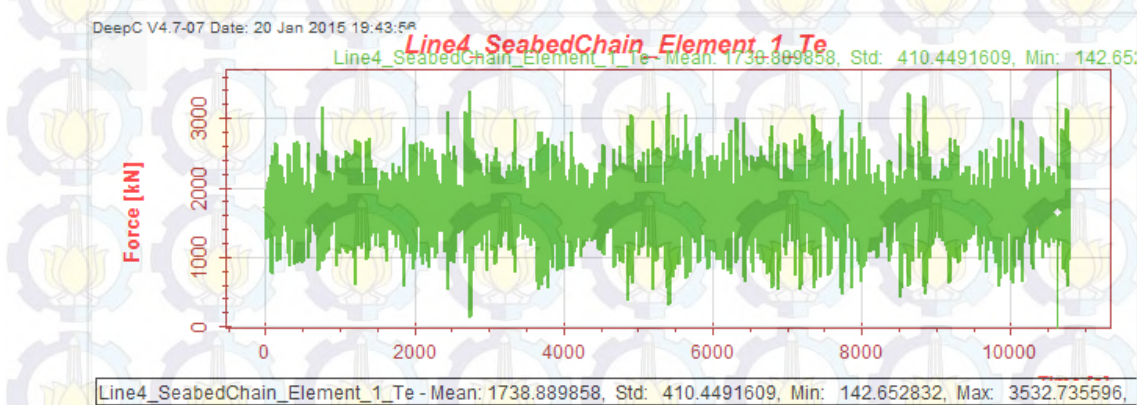 DeepC V4.7-07 Date: 20 Jan 2015 19:43:56
Line4_SeabedChain_Element_1_Te
Line4_SeabedChain_Element_1_Te - Mean: 1738.889858, Std: 410.4491609, Min: 142.652
Force [kN]
3000
2000
1000
0
0 2000 4000 6000 8000 10000
Line4_SeabedChain_Element_1_Te - Mean: 1738.889858, Std: 410.4491609, Min: 142.652832, Max: 3532.735596,